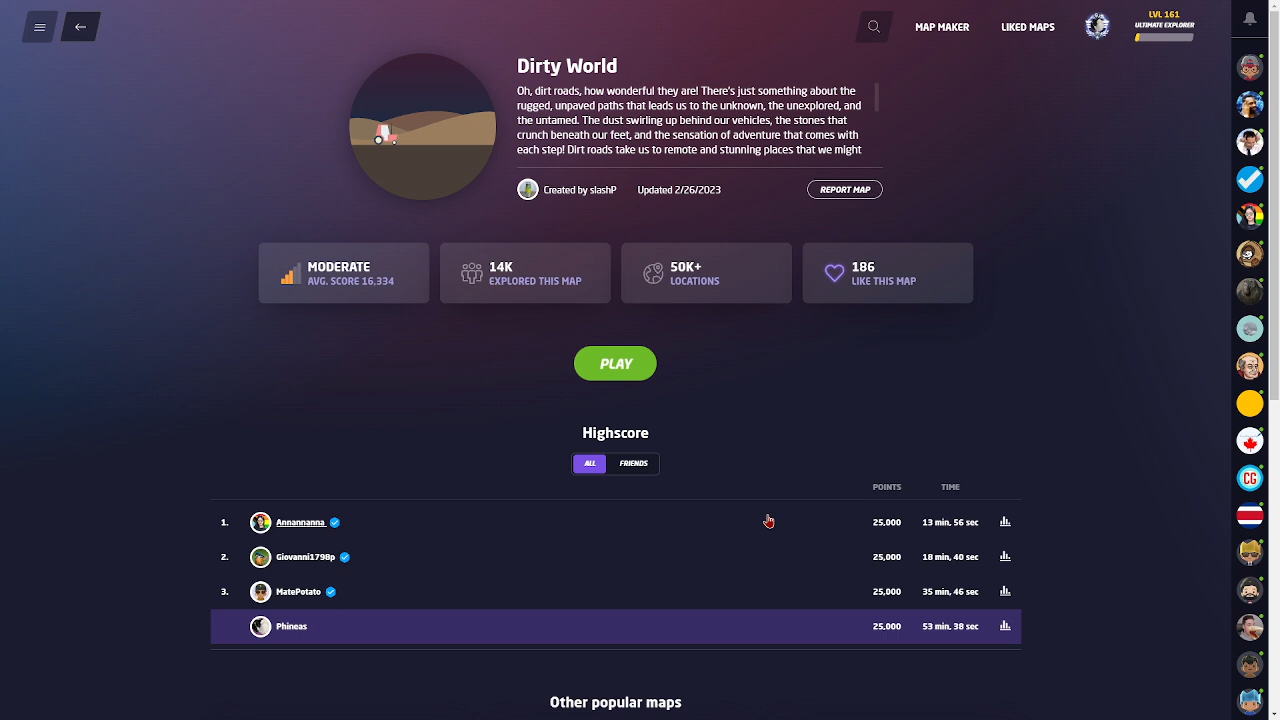 MAP MAKER
LIKED MAPS
LVL 161
ULTIMATE EXPLORER
Dirty World
Oh, dirt roads, how wonderful they are! There's just something about the
rugged, unpaved paths that leads us to the unknown, the unexplored, and
the untamed. The dust swirling up behind our vehicles, the stones that
crunch beneath our feet, and the sensation of adventure that comes with
each step! Dirt roads take us to remote and stunning places that we might
Created by slashP
Updated 2/26/2023
REPORT MAP
MODERATE
AVG. SCORE 16,334
14K
EXPLORED THIS MAP
50K+
LOCATIONS
186
LIKE THIS MAP
PLAY
Highscore
ALL
FRIENDS
POINTS TIME
1. Annannanna 25,000 13 min, 56 sec
2. Giovanni1798p 25,000 18 min, 40 sec
3. MatePotato 25,000 35 min, 46 sec
Phineas 25,000 53 min, 38 sec
Other popular maps
CG